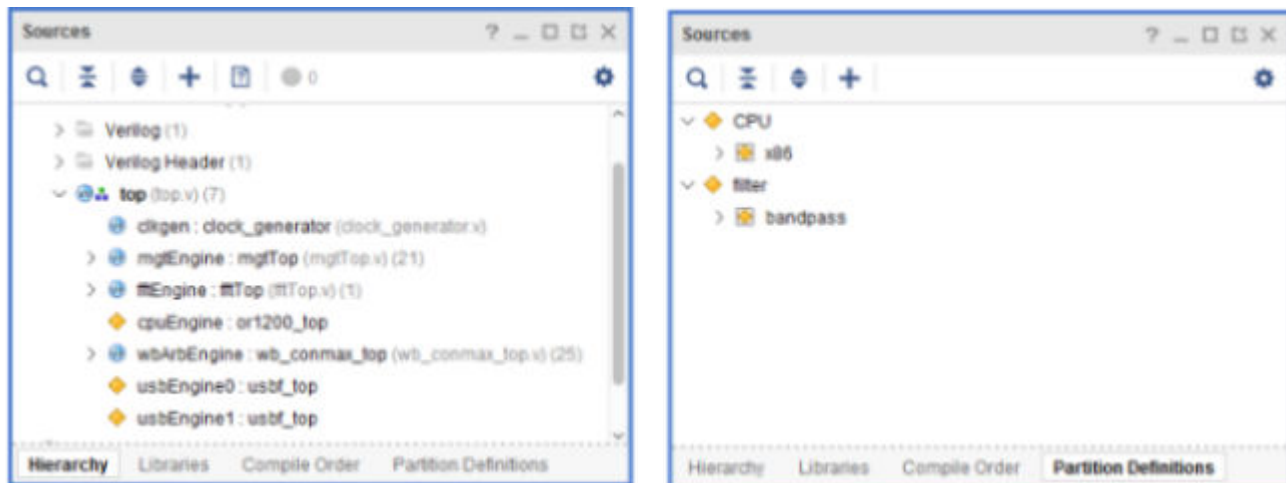 Sources
0
Verilog (1)
Verilog Header (1)
top (top.v) (7)
clkgen : clock_generator (clock_generator.v)
mgtEngine : mgtTop (mgtTop.v) (21)
fftEngine : fftTop (fftTop.v) (1)
cpuEngine : or1200_top
wbArbEngine : wb_conmax_top (wb_conmax_top.v) (25)
usbEngine0 : usbf_top
usbEngine1 : usbf_top
Hierarchy Libraries Compile Order Partition Definitions
Sources
CPU
x86
filter
bandpass
Hierarchy Libraries Compile Order Partition Definitions